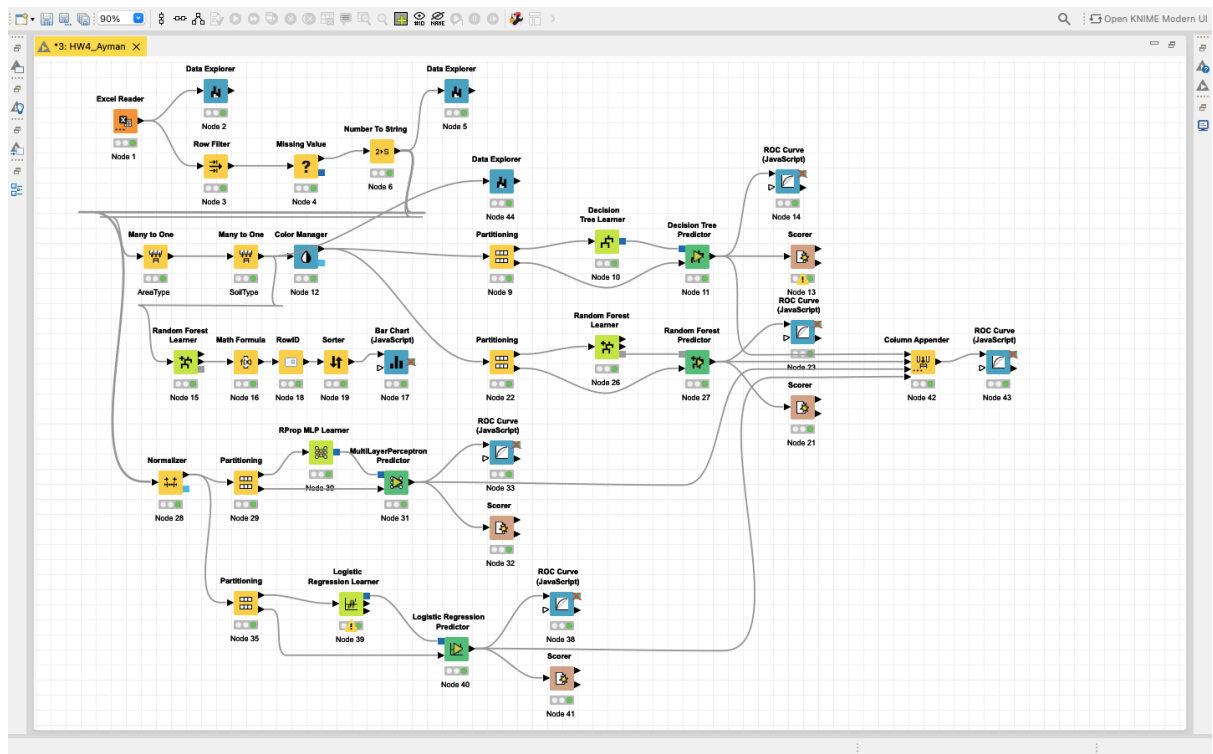 90%
Open KNIME Modern UI
*3: HW4_Ayman
Data Explorer
Node 2
Data Explorer
Node 5
Excel Reader
Node 1
Row Filter
Node 3
Missing Value
?
Node 4
Number To String
2→S
Node 6
Data Explorer
Node 44
ROC Curve
(JavaScript)
Node 14
Many to One
AreaType
Many to One
SoilType
Color Manager
Node 12
Partitioning
Node 9
Decision
Tree Learner
Node 10
Decision Tree
Predictor
Node 11
Scorer
Node 13
ROC Curve
(JavaScript)
Node 23
Random Forest
Learner
Node 15
Math Formula
Node 16
RowID
Node 18
Sorter
Node 19
Bar Chart
(JavaScript)
Node 17
Partitioning
Node 22
Random Forest
Learner
Node 26
Random Forest
Predictor
Node 27
Scorer
Node 21
Column Appender
Node 42
ROC Curve
(JavaScript)
Node 43
Normalizer
Node 28
Partitioning
Node 29
RProp MLP Learner
Node 30
MultiLayerPerceptron
Predictor
Node 31
ROC Curve
(JavaScript)
Node 33
Scorer
Node 32
Partitioning
Node 35
Logistic
Regression Learner
Node 39
Logistic Regression
Predictor
Node 40
ROC Curve
(JavaScript)
Node 38
Scorer
Node 41